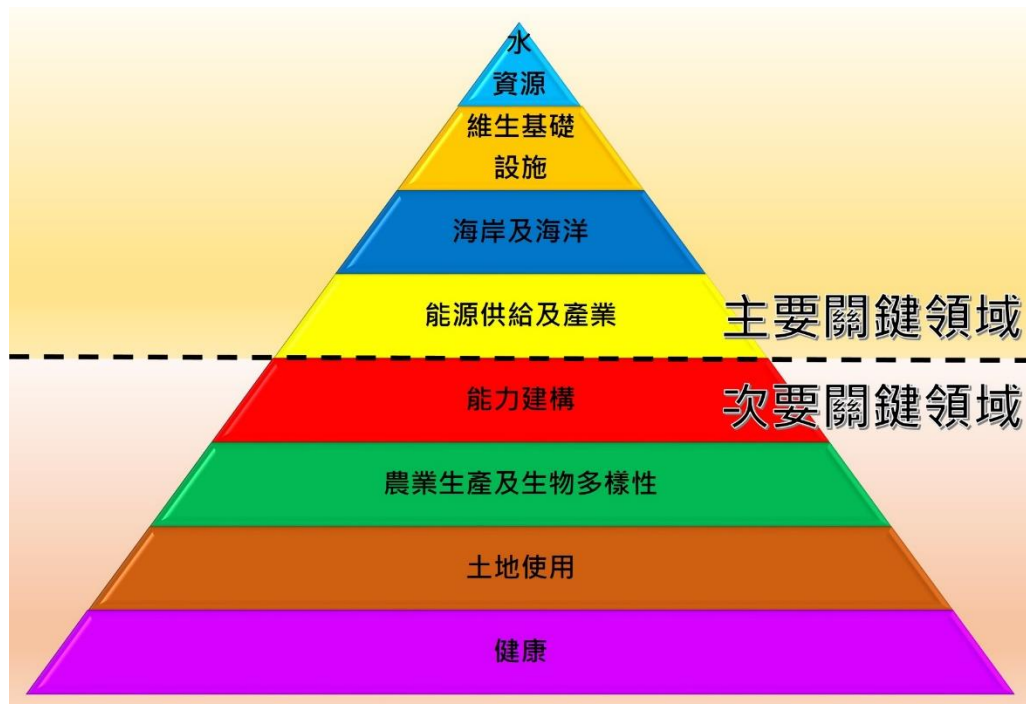 水
資源
維生基礎
設施
海岸及海洋
能源供給及產業
主要關鍵領域
能力建構
次要關鍵領域
農業生產及生物多樣性
土地使用
健康